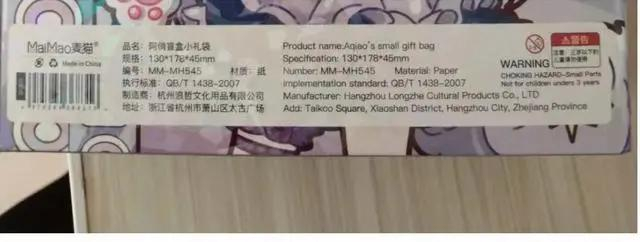 MaiMao麦猫
Made in China
品名:阿俏盲盒小礼袋
规格:130*178*45mm
编号:MM-MH545 材质:纸
执行标准:QB/T 1438-2007
制造商:杭州浪哲文化用品有限公司
地址:浙江省杭州市萧山区太古广场
Product name:Aqiao's small gift bag
Specification: 130*178*45mm
Number: MM-MH545 Material: Paper
Implementation standard: QB/T 1438-2007
Manufacturer: Hangzhou Longzhe Cultural Products Co., LTD
Add: Taikoo Square, Xiaoshan District, Hangzhou City, Zhejiang Province
警告
WARNING
CHOKING HAZARD-Small Parts
Not for children under 3 years